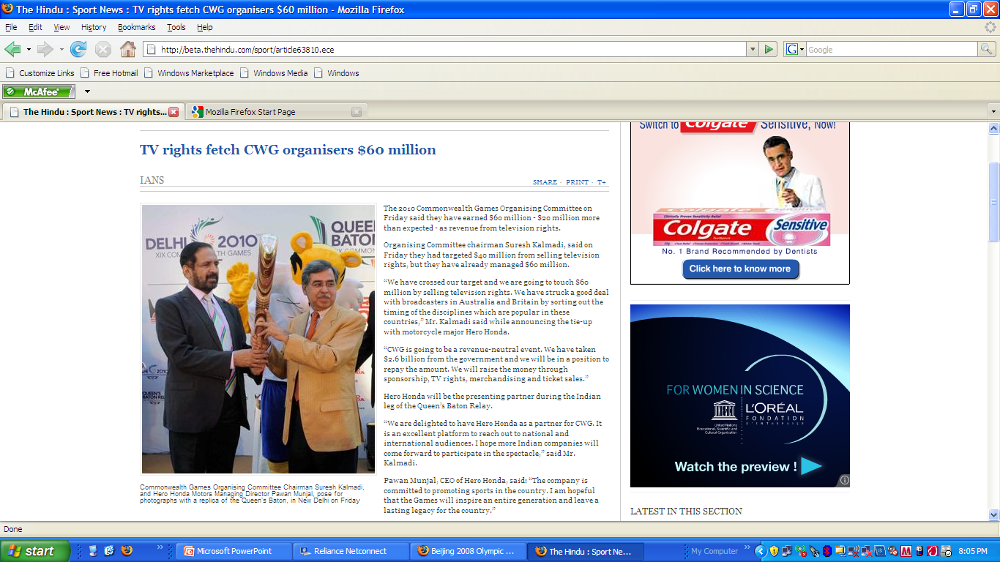 The Hindu : Sport News : TV rights fetch CWG organisers $60 million - Mozilla Firefox
File Edit View History Bookmarks Tools Help
http://beta.thehindu.com/sport/article63810.ece
G Google
Customize Links Free Hotmail Windows Marketplace Windows Media Windows
McAfee
The Hindu : Sport News : TV rights... Mozilla Firefox Start Page
TV rights fetch CWG organisers $60 million
IANS
SHARE · PRINT · T+
DELHI 2010
XIX COM WEALTH GAMES
QUEEN
BATON
The 2010 Commonwealth Games Organising Committee on
Friday said they have earned $60 million - $20 million more
than expected - as revenue from television rights.
Organising Committee chairman Suresh Kalmadi, said on
Friday they had targeted $40 million from selling television
rights, but they have already managed $60 million.
“We have crossed our target and we are going to touch $60
million by selling television rights. We have struck a good deal
with broadcasters in Australia and Britain by sorting out the
timing of the disciplines which are popular in these
countries,” Mr. Kalmadi said while announcing the tie-up
with motorcycle major Hero Honda.
“CWG is going to be a revenue-neutral event. We have taken
$2.6 billion from the government and we will be in a position to
repay the amount. We will raise the money through
sponsorship, TV rights, merchandising and ticket sales.”
Hero Honda will be the presenting partner during the Indian
leg of the Queen’s Baton Relay.
“We are delighted to have Hero Honda as a partner for CWG. It
is an excellent platform to reach out to national and
international audiences. I hope more Indian companies will
come forward to participate in the spectacle,” said Mr.
Kalmadi.
Pawan Munjal, CEO of Hero Honda, said: “The company is
committed to promoting sports in the country. I am hopeful
that the Games will inspire an entire generation and leave a
lasting legacy for the country.”
Commonwealth Games Organising Committee Chairman Suresh Kalmadi,
and Hero Honda Motors Managing Director Pawan Munjal, pose for
photographs with a replica of the Queen's Baton, in New Delhi on Friday
Switch to Colgate Sensitive, Now!
Clinically Proven Sensitivity Relief
Colgate Sensitive
No. 1 Brand Recommended by Dentists
Click here to know more
FOR WOMEN IN SCIENCE
UNESCO
United Nations
Educational, Scientific and
Cultural Organization
L'ORÉAL
FONDATION
D'ENTREPRISE
Watch the preview !
LATEST IN THIS SECTION
Done
start Microsoft PowerPoint Reliance Netconnect Beijing 2008 Olympic ... The Hindu : Sport Ne... My Computer 8:05 PM